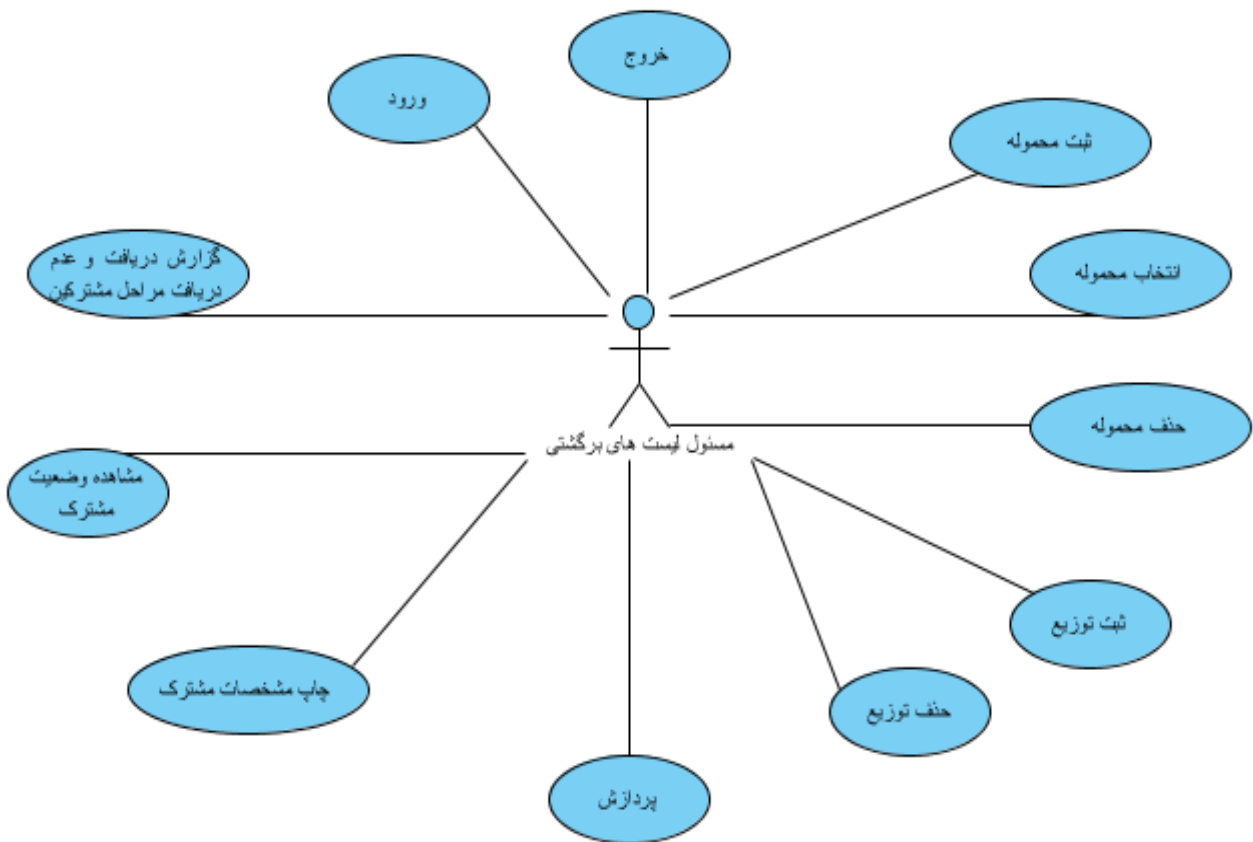 خروج
ورود
ثبت محموله
گزارش دریافت و عدم
دریافت مراحل مشترکین
انتخاب محموله
حذف محموله
مسئول لیست های برگشتی
مشاهده وضعیت
مشترک
ثبت توزیع
چاپ مشخصات مشترک
حذف توزیع
پردازش